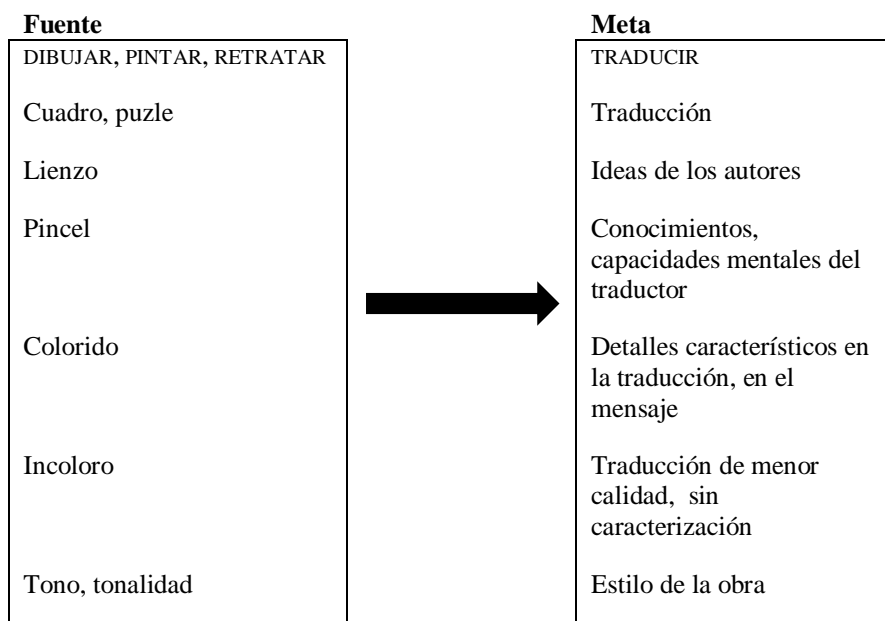 Fuente
DIBUJAR, PINTAR, RETRATAR
Cuadro, puzle
Lienzo
Pincel
Colorido
Incoloro
Tono, tonalidad
Meta
TRADUCIR
Traducción
Ideas de los autores
Conocimientos,
capacidades mentales del
traductor
Detalles característicos en
la traducción, en el
mensaje
Traducción de menor
calidad, sin
caracterización
Estilo de la obra